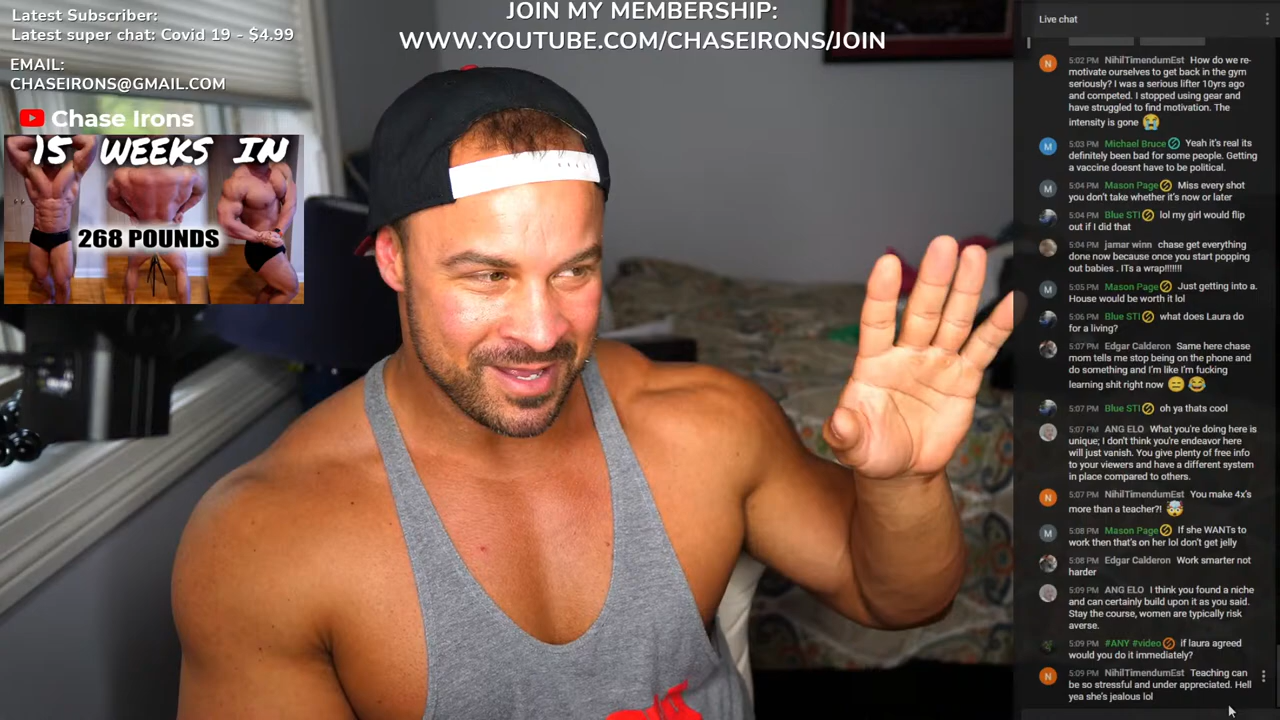 Latest Subscriber:
Latest super chat: Covid 19 - $4.99
EMAIL:
CHASEIRONS@GMAIL.COM
Chase Irons
15 WEEKS IN
268 POUNDS
JOIN MY MEMBERSHIP:
WWW.YOUTUBE.COM/CHASEIRONS/JOIN
Live chat
N 5:02 PM NihilTimendumEst How do we re-
motivate ourselves to get back in the gym
seriously? I was a serious lifter 10yrs ago
and competed. I stopped using gear and
have struggled to find motivation. The
intensity is gone 😭
M 5:03 PM Michael Bruce Yeah it's real its
definitely been bad for some people. Getting
a vaccine doesnt have to be political.
M 5:04 PM Mason Page Miss every shot
you don't take whether it's now or later
5:04 PM Blue STI lol my girl would flip
out if I did that
5:04 PM jamar winn chase get everything
done now because once you start popping
out babies . ITs a wrap!!!!!!!
M 5:05 PM Mason Page Just getting into a.
House would be worth it lol
5:06 PM Blue STI what does Laura do
for a living?
5:07 PM Edgar Calderon Same here chase
mom tells me stop being on the phone and
do something and I'm like I'm fucking
learning shit right now 😑 😂
5:07 PM Blue STI oh ya thats cool
5:07 PM ANG ELO What you're doing here is
unique; I don't think you're endeavor here
will just vanish. You give plenty of free info
to your viewers and have a different system
in place compared to others.
N 5:07 PM NihilTimendumEst You make 4x's
more than a teacher?! 🤯
M 5:08 PM Mason Page If she WANTs to
work then that's on her lol don't get jelly
5:08 PM Edgar Calderon Work smarter not
harder
5:09 PM ANG ELO I think you found a niche
and can certainly build upon it as you said.
Stay the course, women are typically risk
averse.
5:09 PM #ANY #video if laura agreed
would you do it immediately?
N 5:09 PM NihilTimendumEst Teaching can
be so stressful and under appreciated. Hell
yea she's jealous lol